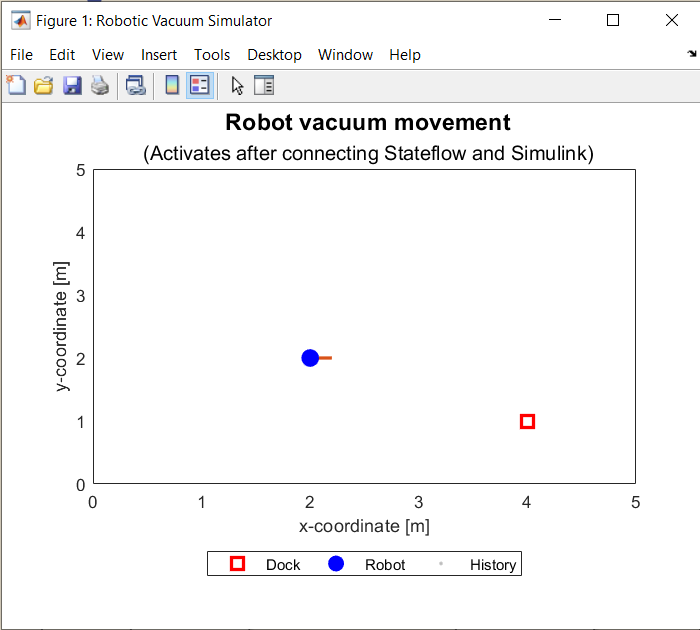 Figure 1: Robotic Vacuum Simulator
File Edit View Insert Tools Desktop Window Help
Robot vacuum movement
(Activates after connecting Stateflow and Simulink)
5
4
3
2
1
0
y-coordinate [m]
0 1 2 3 4 5
x-coordinate [m]
Dock Robot History